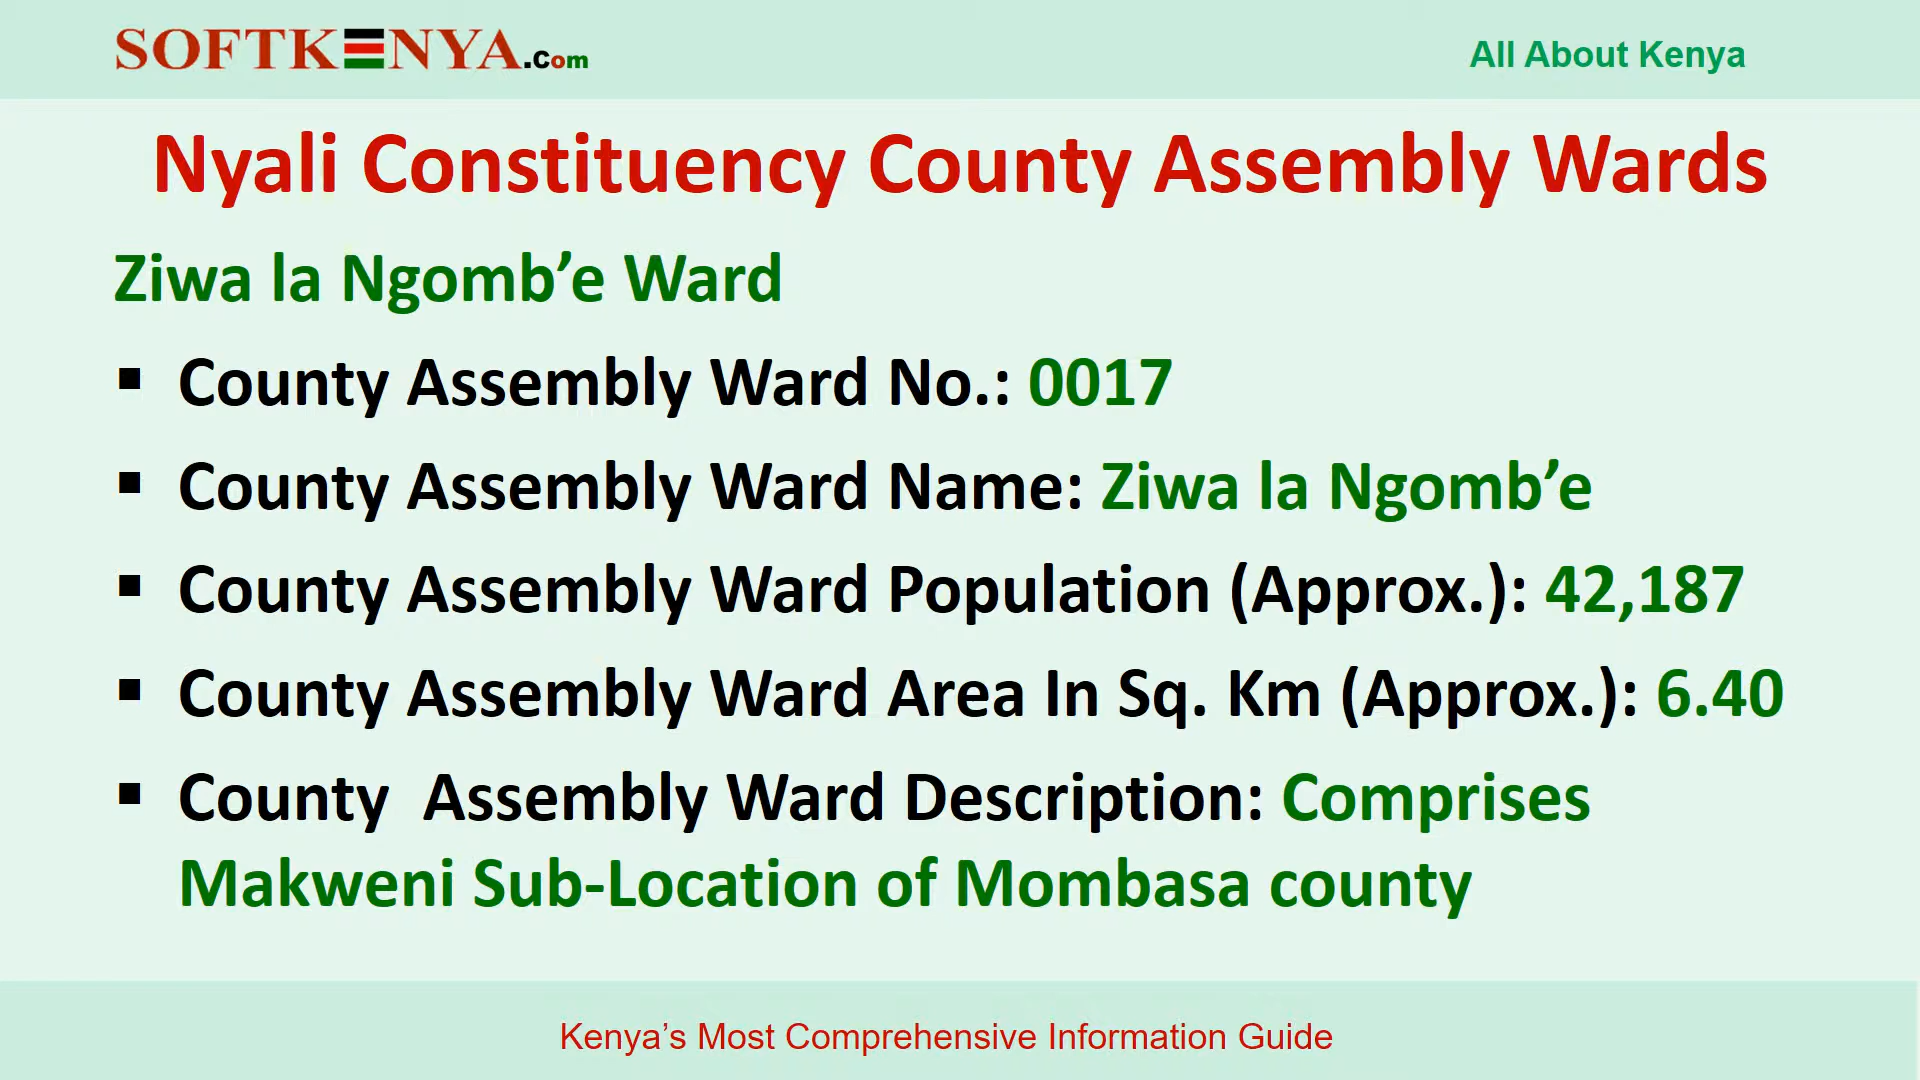 SOFTKENYA.Com
All About Kenya
Nyali Constituency County Assembly Wards
Ziwa la Ngomb’e Ward
▪ County Assembly Ward No.: 0017
▪ County Assembly Ward Name: Ziwa la Ngomb’e
▪ County Assembly Ward Population (Approx.): 42,187
▪ County Assembly Ward Area In Sq. Km (Approx.): 6.40
▪ County  Assembly Ward Description: Comprises
Makweni Sub-Location of Mombasa county
Kenya’s Most Comprehensive Information Guide